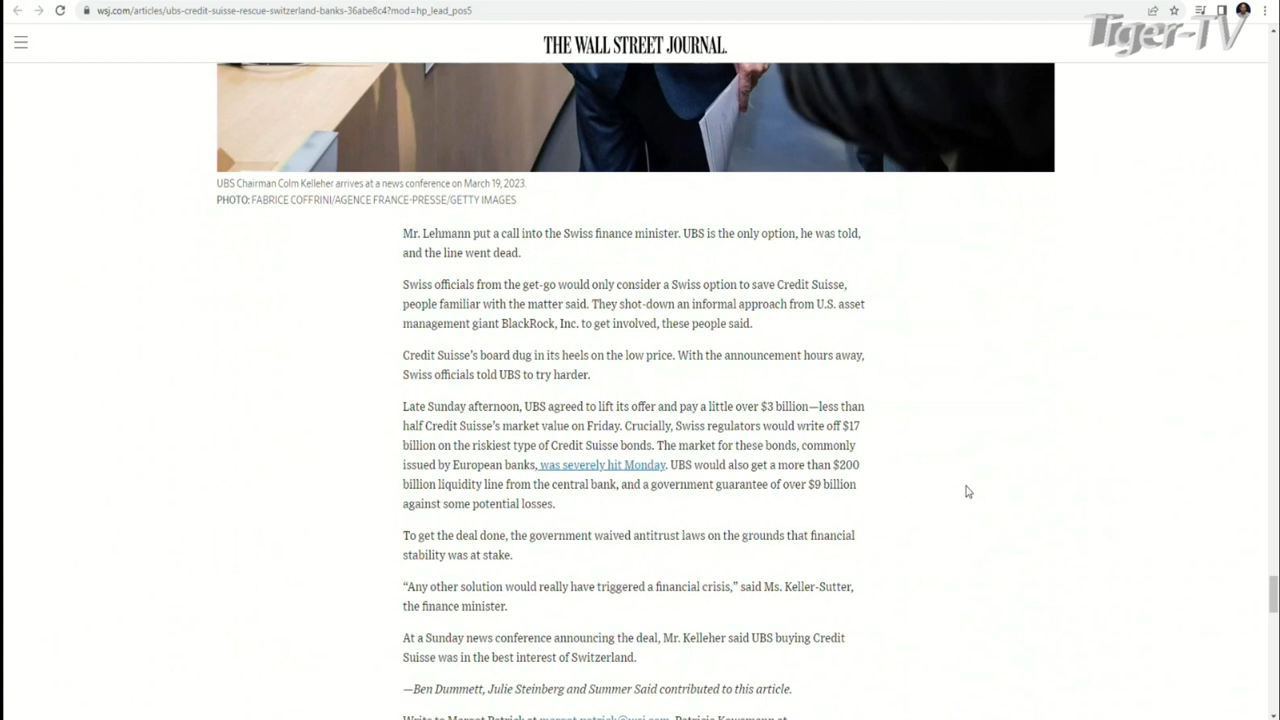 wsj.com/articles/ubs-credit-suisse-rescue-switzerland-banks-36abe8c4?mod=hp_lead_pos5
Tiger-TV
THE WALL STREET JOURNAL.
UBS Chairman Colm Kelleher arrives at a news conference on March 19, 2023.
PHOTO: FABRICE COFFRINI/AGENCE FRANCE-PRESSE/GETTY IMAGES
Mr. Lehmann put a call into the Swiss finance minister. UBS is the only option, he was told,
and the line went dead.
Swiss officials from the get-go would only consider a Swiss option to save Credit Suisse,
people familiar with the matter said. They shot-down an informal approach from U.S. asset
management giant BlackRock, Inc. to get involved, these people said.
Credit Suisse's board dug in its heels on the low price. With the announcement hours away,
Swiss officials told UBS to try harder.
Late Sunday afternoon, UBS agreed to lift its offer and pay a little over $3 billion—less than
half Credit Suisse's market value on Friday. Crucially, Swiss regulators would write off $17
billion on the riskiest type of Credit Suisse bonds. The market for these bonds, commonly
issued by European banks, was severely hit Monday. UBS would also get a more than $200
billion liquidity line from the central bank, and a government guarantee of over $9 billion
against some potential losses.
To get the deal done, the government waived antitrust laws on the grounds that financial
stability was at stake.
“Any other solution would really have triggered a financial crisis,” said Ms. Keller-Sutter,
the finance minister.
At a Sunday news conference announcing the deal, Mr. Kelleher said UBS buying Credit
Suisse was in the best interest of Switzerland.
—Ben Dummett, Julie Steinberg and Summer Said contributed to this article.
Write to Margot Patrick at margot.patrick@wsj.com, Patricia Kowsmann at